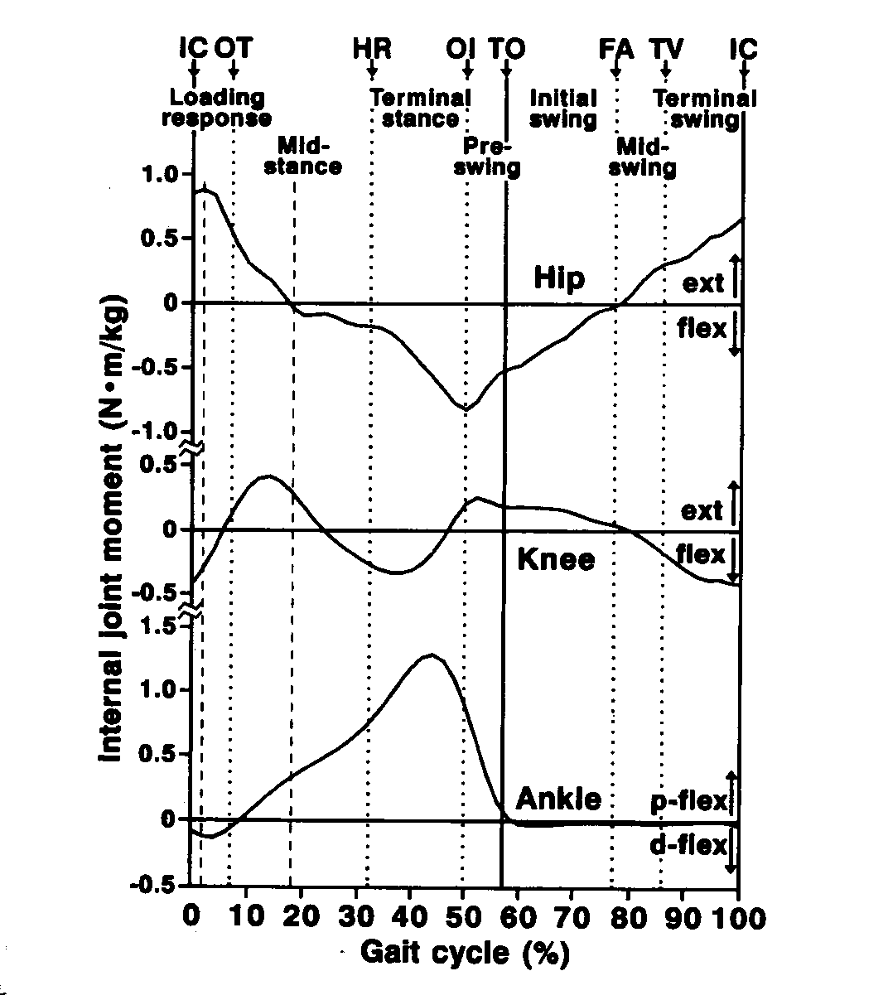 IC OT HR OI TO FA TV IC
Loading Terminal Initial Terminal
response stance swing swing
Mid- Pre- Mid-
stance swing swing
1.0
0.5
0
-0.5
-1.0
Hip
ext
flex
0.5
0
-0.5
ext
flex
Knee
1.5
1.0
0.5
0
-0.5
Ankle
p-flex
d-flex
Internal joint moment (N•m/kg)
0 10 20 30 40 50 60 70 80 90 100
Gait cycle (%)